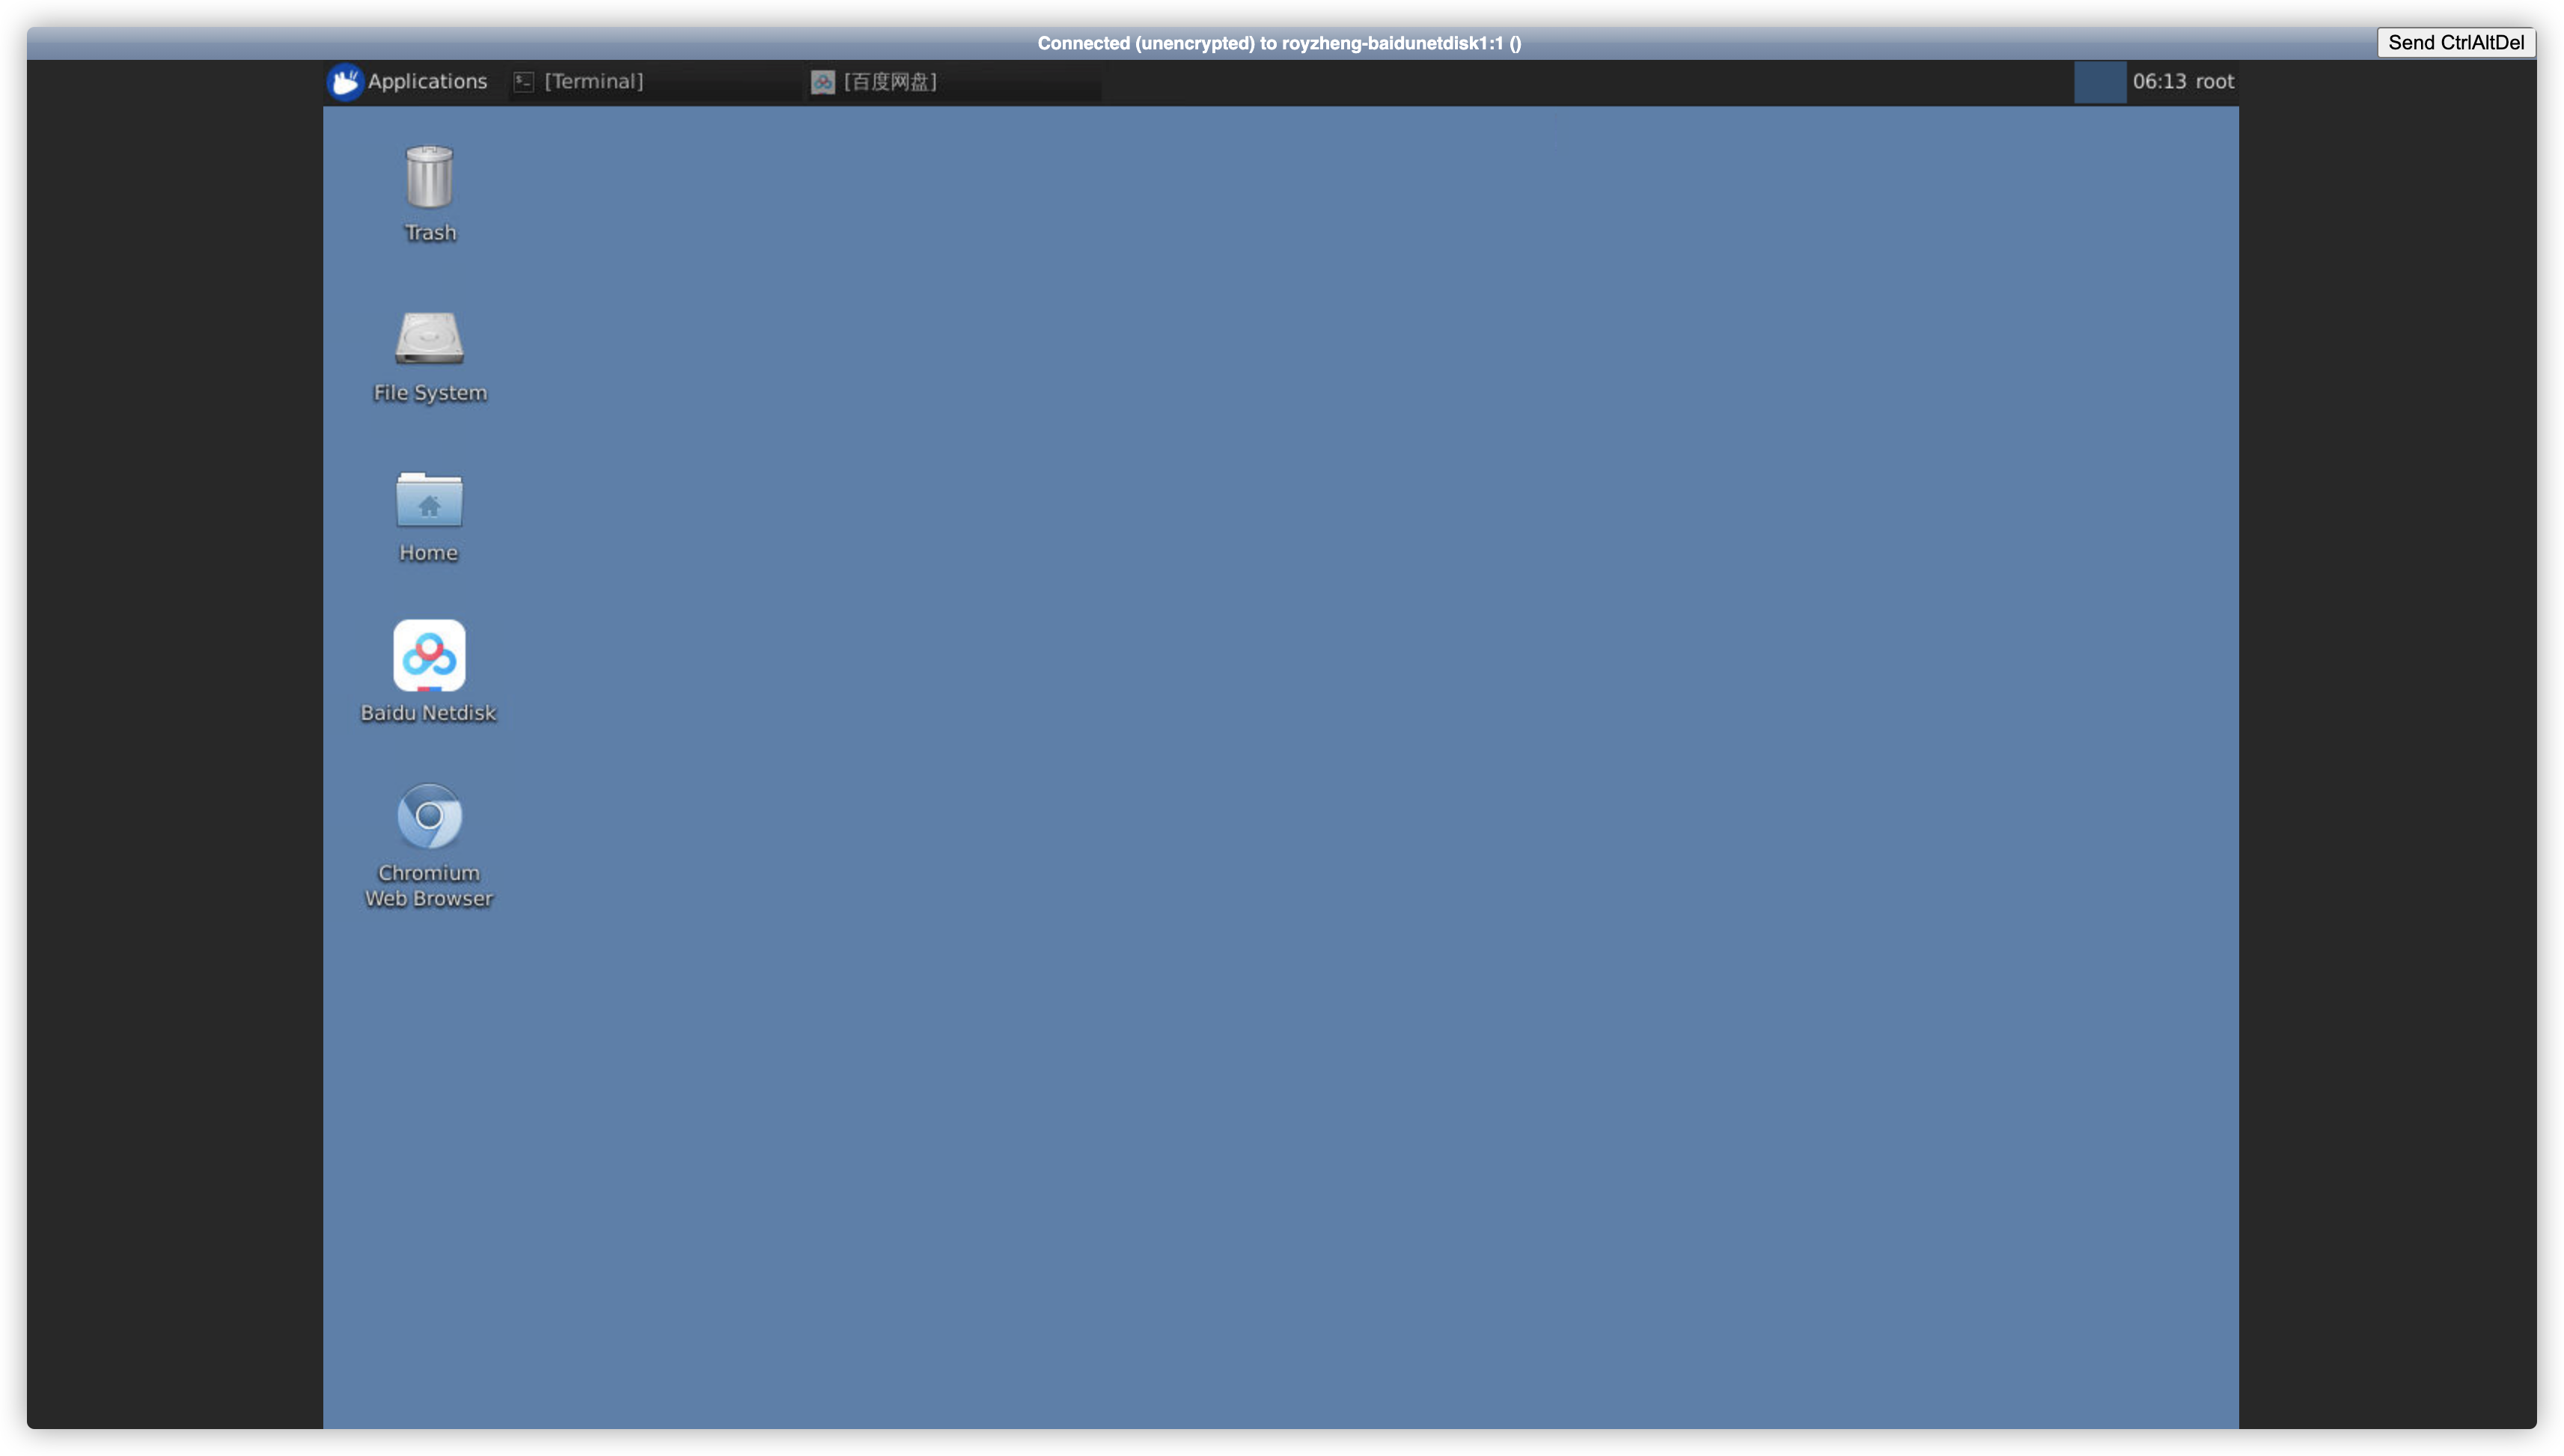 Connected (unencrypted) to royzheng-baidunetdisk1:1 ()
Send CtrlAltDel
Applications
[Terminal]
[百度网盘]
06:13 root
Trash
File System
Home
Baidu Netdisk
Chromium
Web Browser